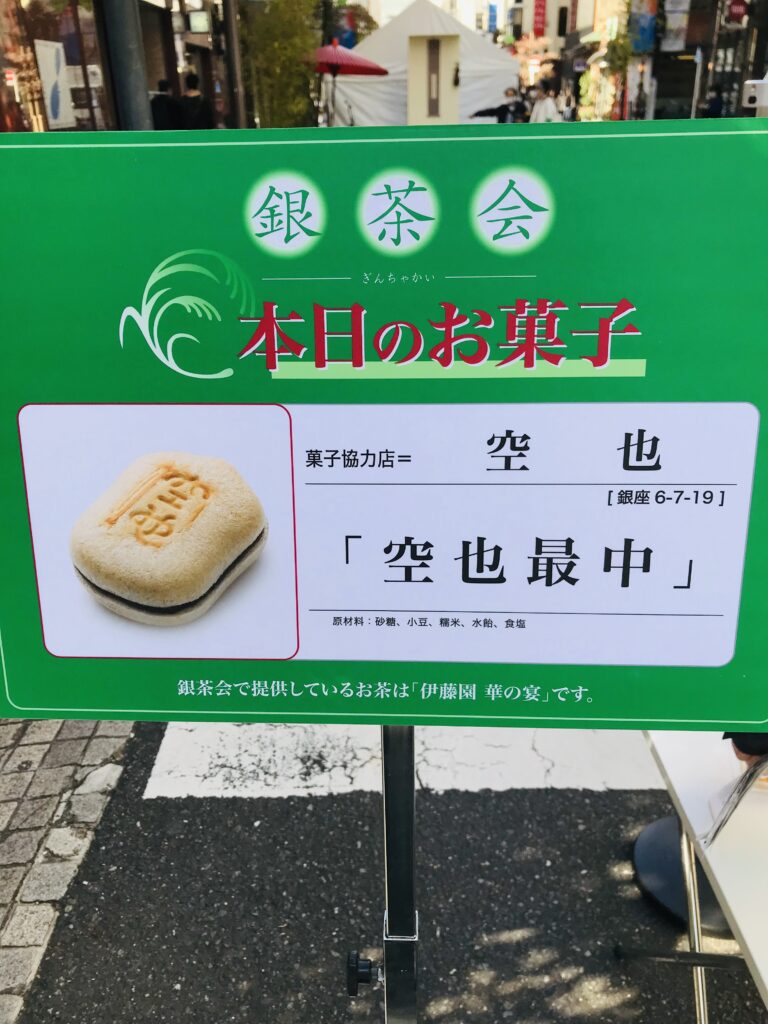 銀茶会
ぎんちゃかい
本日のお菓子
菓子協力店＝ 空 也
[ 銀座 6-7-19 ]
「空也最中」
原材料：砂糖、小豆、糯米、水飴、食塩
空也
銀茶会で提供しているお茶は「伊藤園 華の宴」です。